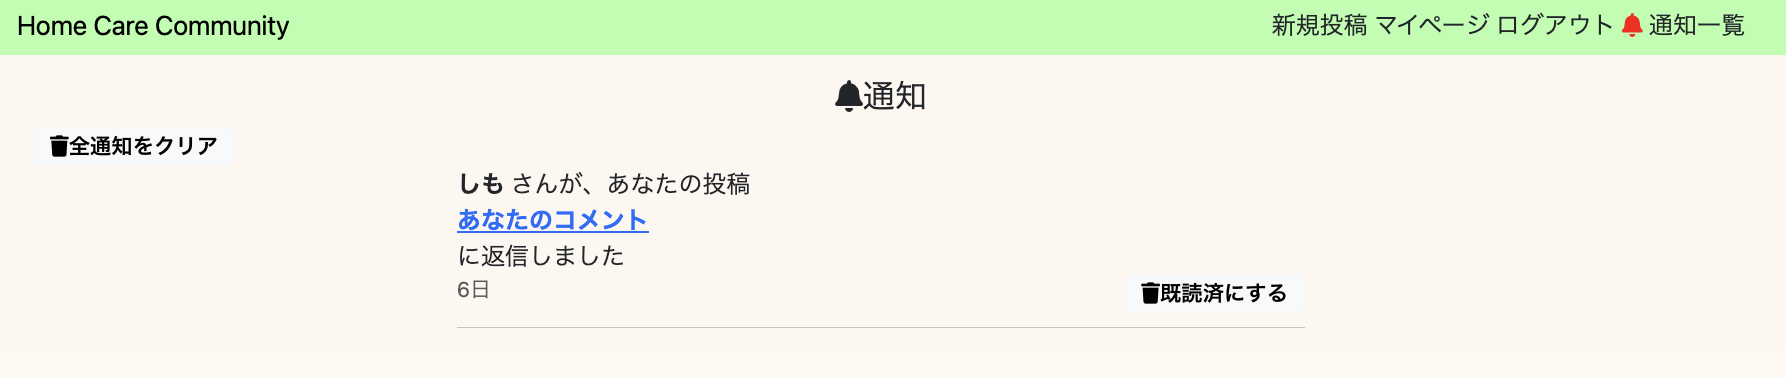 Home Care Community
新規投稿 マイページ ログアウト 通知一覧
通知
全通知をクリア
しも さんが、あなたの投稿
あなたのコメント
に返信しました
6日
既読済にする